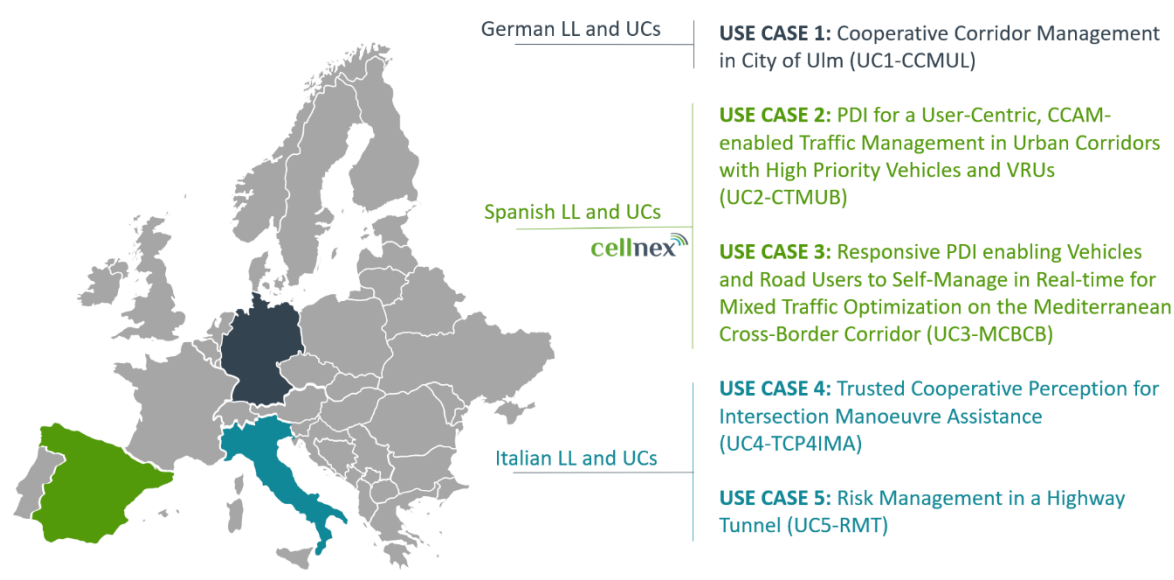 German LL and UCs
USE CASE 1: Cooperative Corridor Management
in City of Ulm (UC1-CCMUL)
Spanish LL and UCs
cellnex
USE CASE 2: PDI for a User-Centric, CCAM-
enabled Traffic Management in Urban Corridors
with High Priority Vehicles and VRUs
(UC2-CTMUB)
USE CASE 3: Responsive PDI enabling Vehicles
and Road Users to Self-Manage in Real-time for
Mixed Traffic Optimization on the Mediterranean
Cross-Border Corridor (UC3-MCBCB)
Italian LL and UCs
USE CASE 4: Trusted Cooperative Perception for
Intersection Manoeuvre Assistance
(UC4-TCP4IMA)
USE CASE 5: Risk Management in a Highway
Tunnel (UC5-RMT)